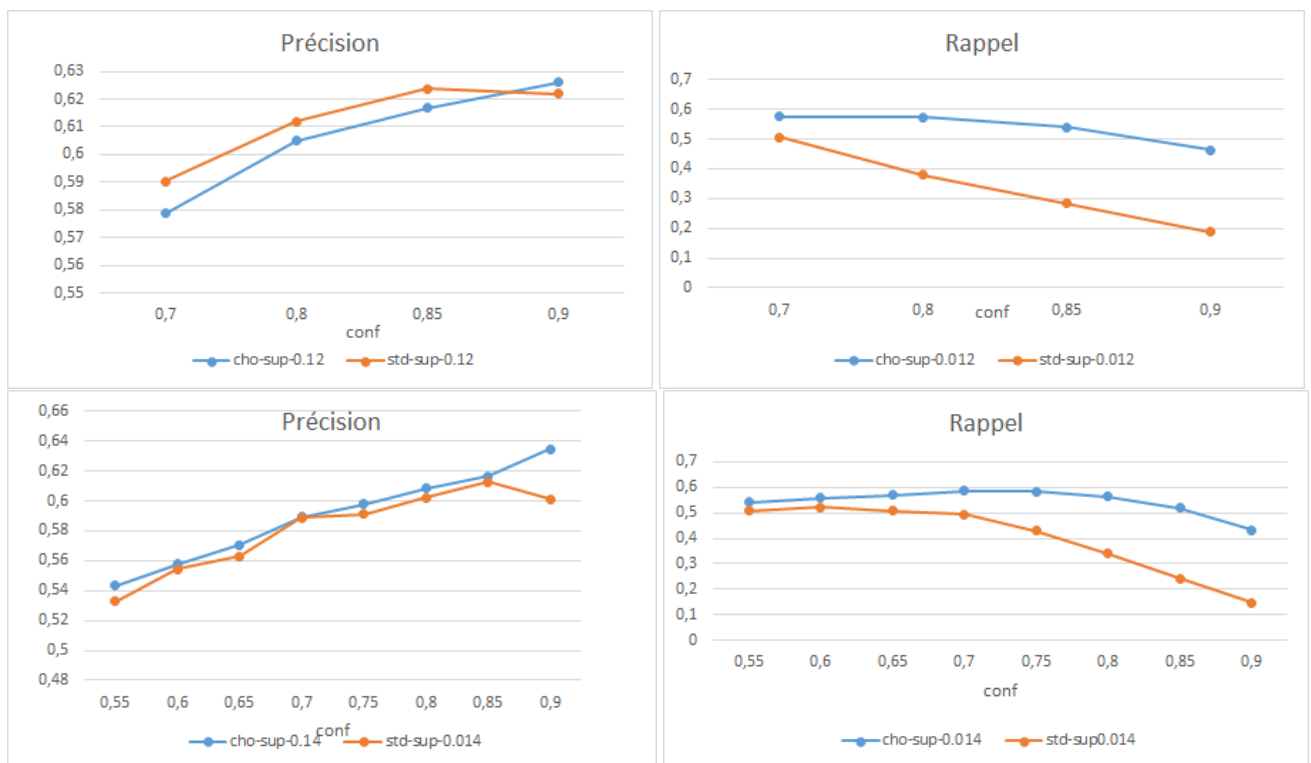 Précision
0,63
0,62
0,61
0,6
0,59
0,58
0,57
0,56
0,55
0,7 0,8 0,85 0,9
conf
cho-sup-0.12 std-sup-0.12
Rappel
0,7
0,6
0,5
0,4
0,3
0,2
0,1
0
0,7 0,8 0,85 0,9
conf
cho-sup-0.012 std-sup-0.012
Précision
0,66
0,64
0,62
0,6
0,58
0,56
0,54
0,52
0,5
0,48
0,55 0,6 0,65 0,7 0,75 0,8 0,85 0,9
conf
cho-sup-0.14 std-sup-0.014
Rappel
0,7
0,6
0,5
0,4
0,3
0,2
0,1
0
0,55 0,6 0,65 0,7 0,75 0,8 0,85 0,9
conf
cho-sup-0.014 std-sup0.014